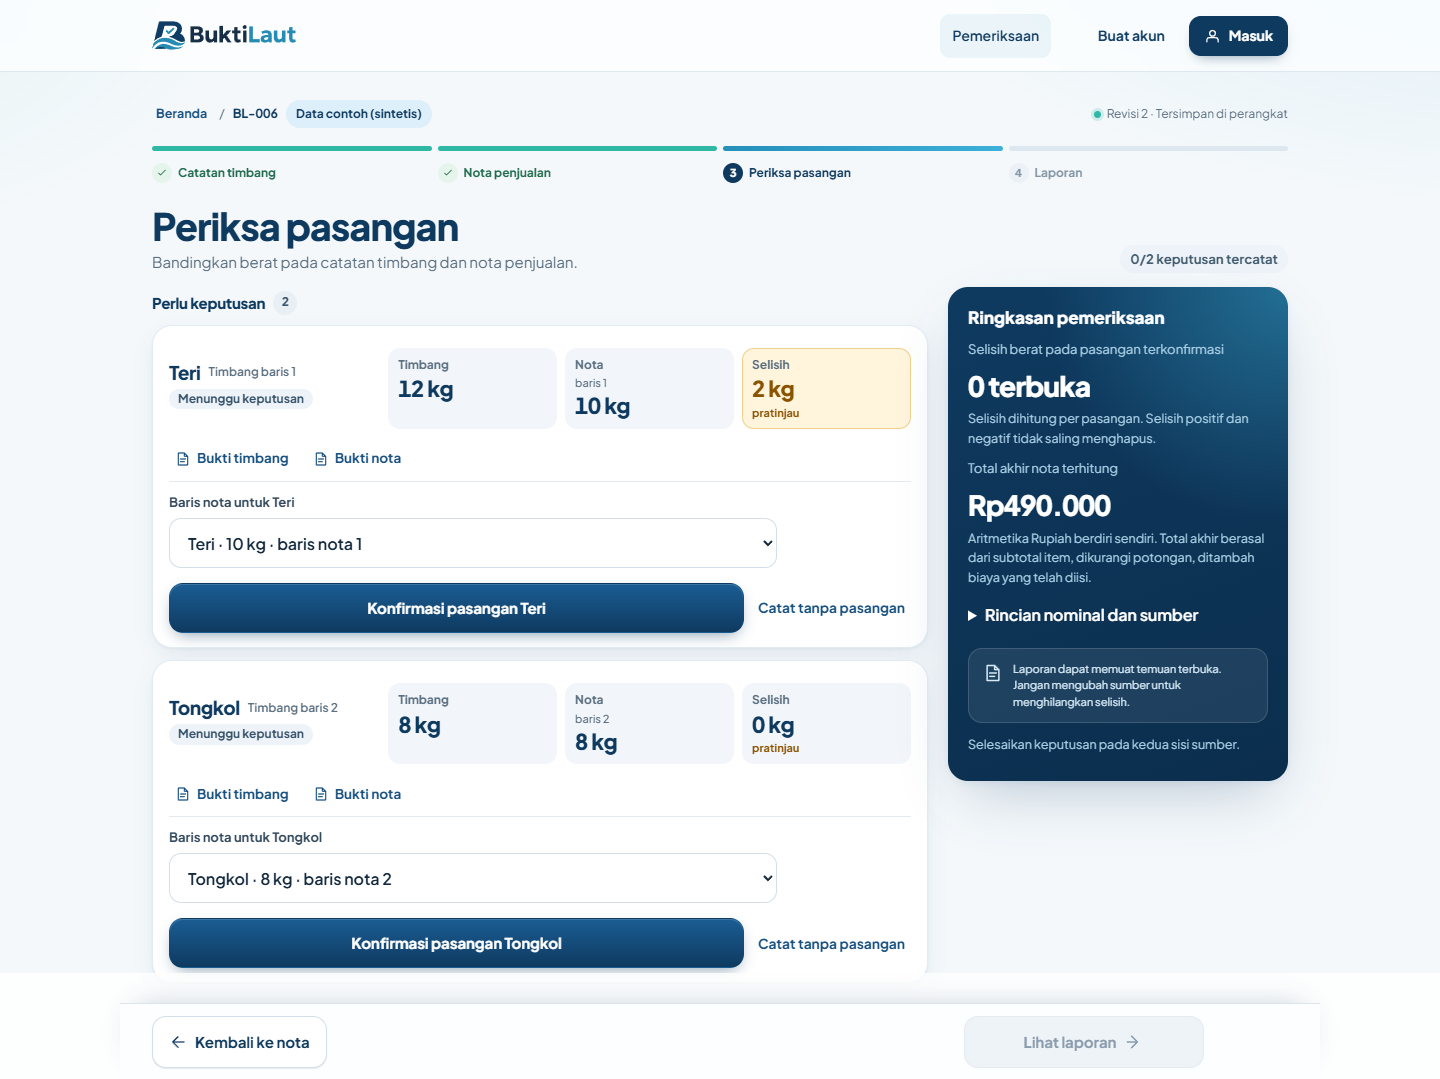 BuktiLaut
Pemeriksaan
Buat akun
Masuk
Beranda / BL-006 Data contoh (sintetis)
Revisi 2 · Tersimpan di perangkat
Catatan timbang
Nota penjualan
3 Periksa pasangan
4 Laporan
Periksa pasangan
Bandingkan berat pada catatan timbang dan nota penjualan.
0/2 keputusan tercatat
Perlu keputusan 2
Teri Timbang baris 1
Menunggu keputusan
Timbang
12 kg
Nota
baris 1
10 kg
Selisih
2 kg
pratinjau
Bukti timbang
Bukti nota
Baris nota untuk Teri
Teri · 10 kg · baris nota 1
Konfirmasi pasangan Teri
Catat tanpa pasangan
Tongkol Timbang baris 2
Menunggu keputusan
Timbang
8 kg
Nota
baris 2
8 kg
Selisih
0 kg
pratinjau
Bukti timbang
Bukti nota
Baris nota untuk Tongkol
Tongkol · 8 kg · baris nota 2
Konfirmasi pasangan Tongkol
Catat tanpa pasangan
Ringkasan pemeriksaan
Selisih berat pada pasangan terkonfirmasi
0 terbuka
Selisih dihitung per pasangan. Selisih positif dan
negatif tidak saling menghapus.
Total akhir nota terhitung
Rp490.000
Aritmetika Rupiah berdiri sendiri. Total akhir berasal
dari subtotal item, dikurangi potongan, ditambah
biaya yang telah diisi.
Rincian nominal dan sumber
Laporan dapat memuat temuan terbuka.
Jangan mengubah sumber untuk
menghilangkan selisih.
Selesaikan keputusan pada kedua sisi sumber.
Kembali ke nota
Lihat laporan